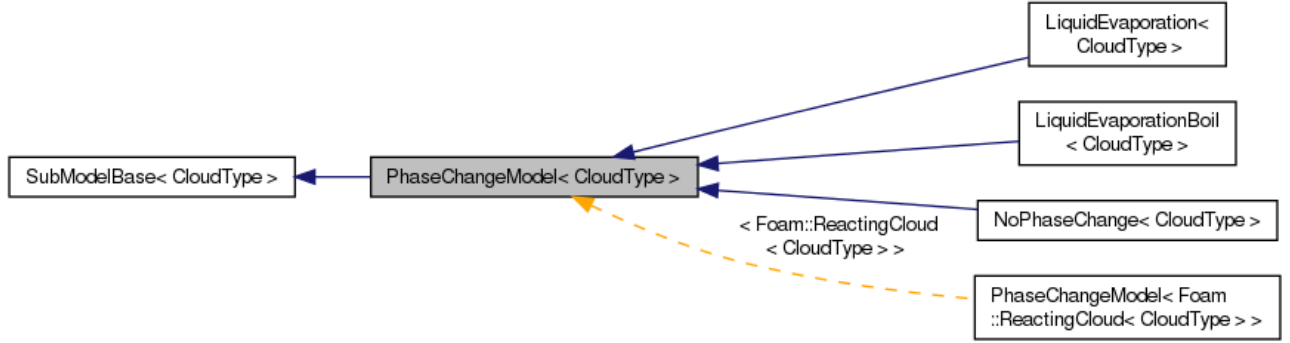 LiquidEvaporation<
CloudType >
LiquidEvaporationBoil
< CloudType >
SubModelBase< CloudType >
PhaseChangeModel< CloudType >
NoPhaseChange< CloudType >
< Foam::ReactingCloud
< CloudType > >
PhaseChangeModel< Foam
::ReactingCloud< CloudType > >